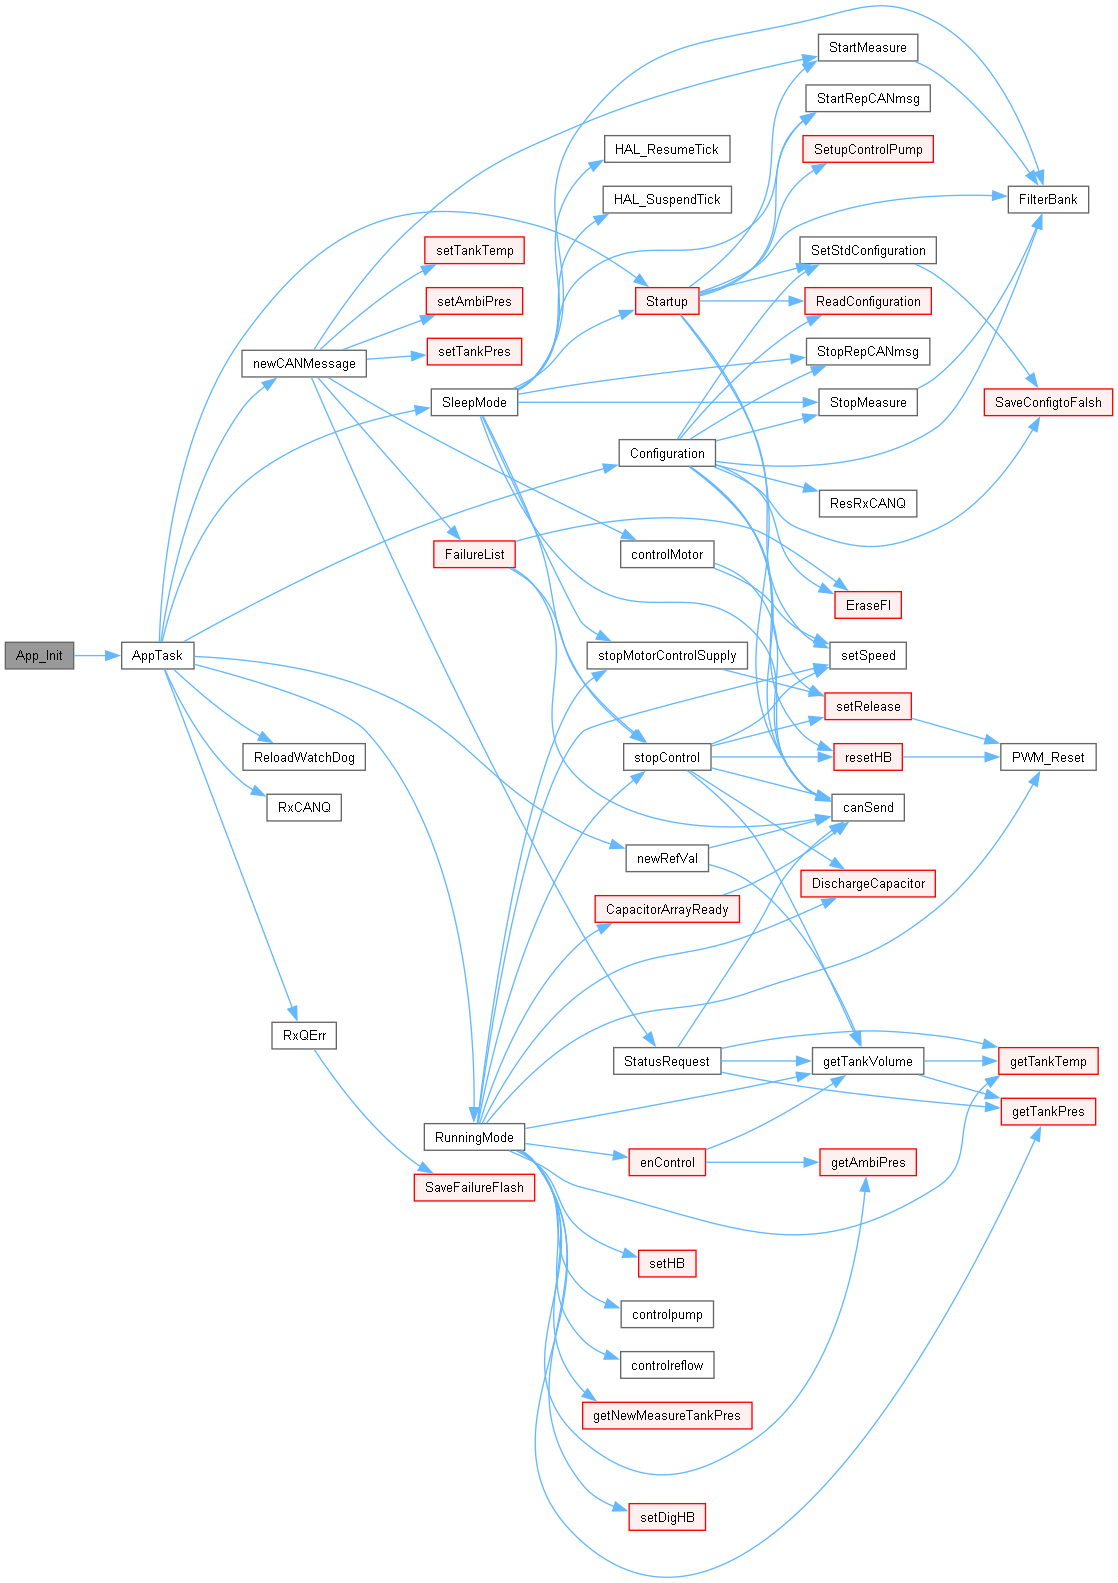 StartMeasure
StartRepCANmsg
HAL_ResumeTick
SetupControlPump
HAL_SuspendTick
FilterBank
setTankTemp
SetStdConfiguration
setAmbiPres
Startup
ReadConfiguration
setTankPres
StopRepCANmsg
newCANMessage
SleepMode
StopMeasure
SaveConfigtoFalsh
Configuration
ResRxCANQ
FailureList
controlMotor
EraseFl
App_Init
AppTask
stopMotorControlSupply
setSpeed
setRelease
ReloadWatchDog
stopControl
resetHB
PWM_Reset
RxCANQ
canSend
newRefVal
DischargeCapacitor
CapacitorArrayReady
RxQErr
StatusRequest
getTankVolume
getTankTemp
getTankPres
RunningMode
enControl
getAmbiPres
SaveFailureFlash
setHB
controlpump
controlreflow
getNewMeasureTankPres
setDigHB